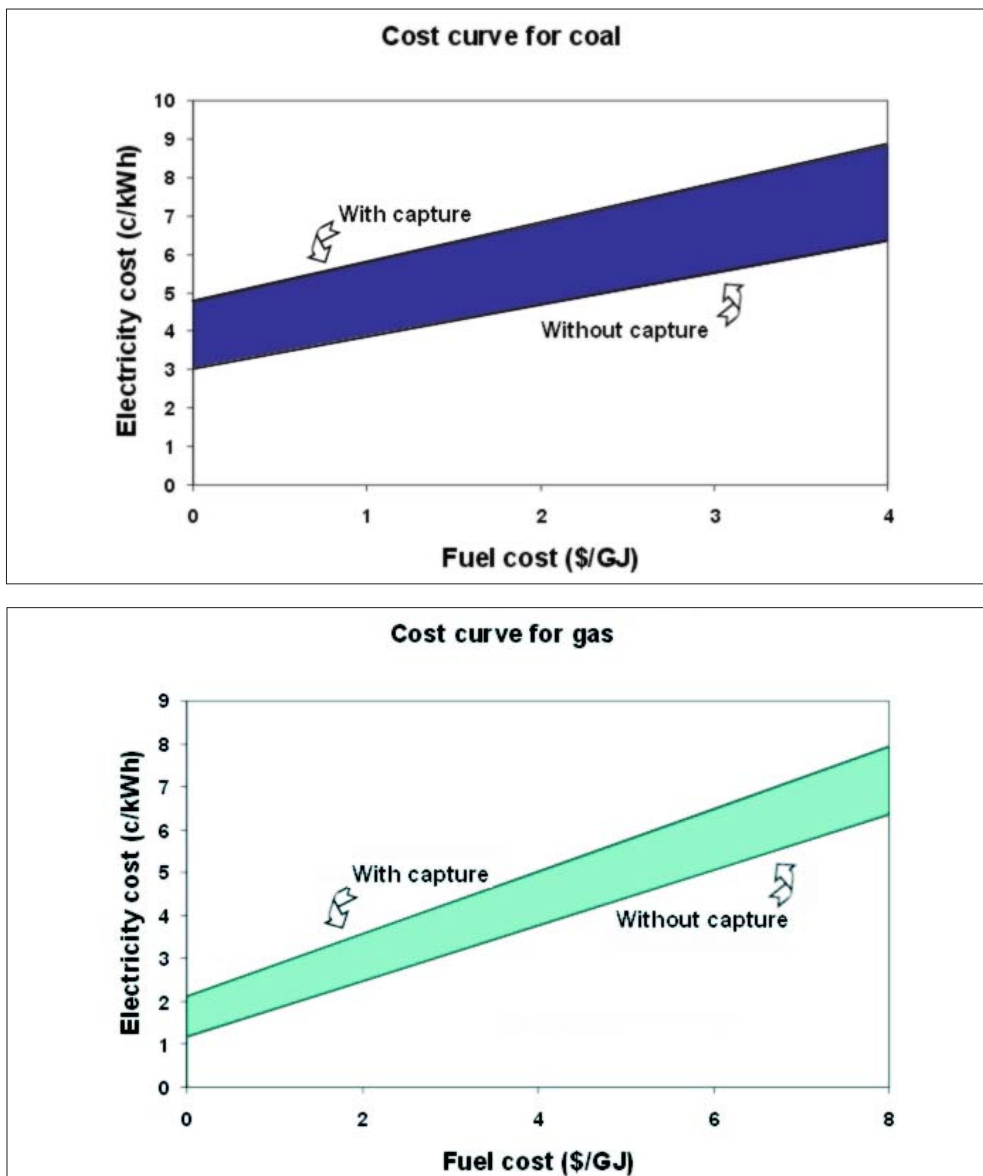 Cost curve for coal
Electricity cost (c/kWh)
10
9
8
7
6
5
4
3
2
1
0
With capture
Without capture
0 1 2 3 4
Fuel cost ($/GJ)
Cost curve for gas
Electricity cost (c/kWh)
9
8
7
6
5
4
3
2
1
0
With capture
Without capture
0 2 4 6 8
Fuel cost ($/GJ)